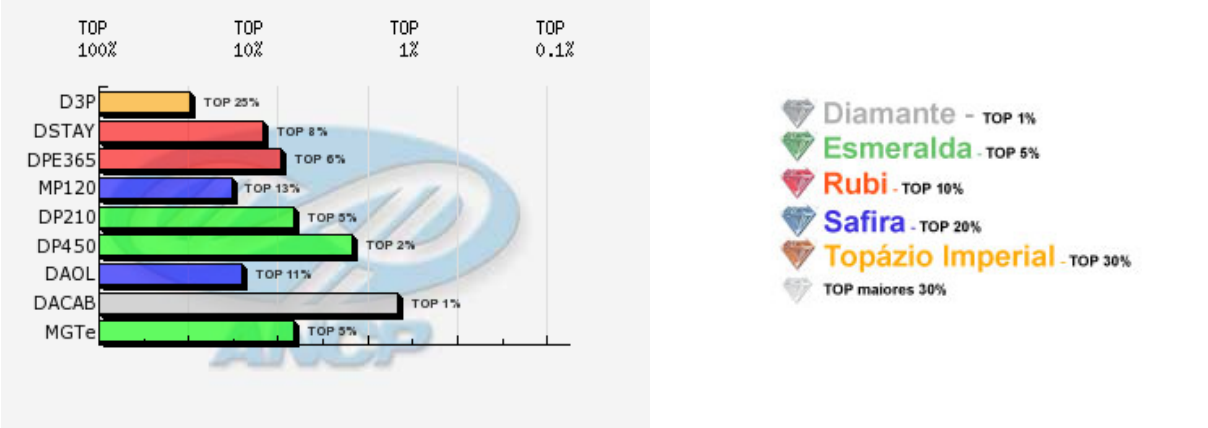 TOP TOP TOP TOP
100% 10% 1% 0.1%
D3P TOP 25%
DSTAY TOP 8%
DPE365 TOP 6%
MP120 TOP 13%
DP210 TOP 5%
DP450 TOP 2%
DAOL TOP 11%
DACAB TOP 1%
MGTe TOP 5%
ANCP
Diamante - TOP 1%
Esmeralda - TOP 5%
Rubi - TOP 10%
Safira - TOP 20%
Topázio Imperial - TOP 30%
TOP maiores 30%